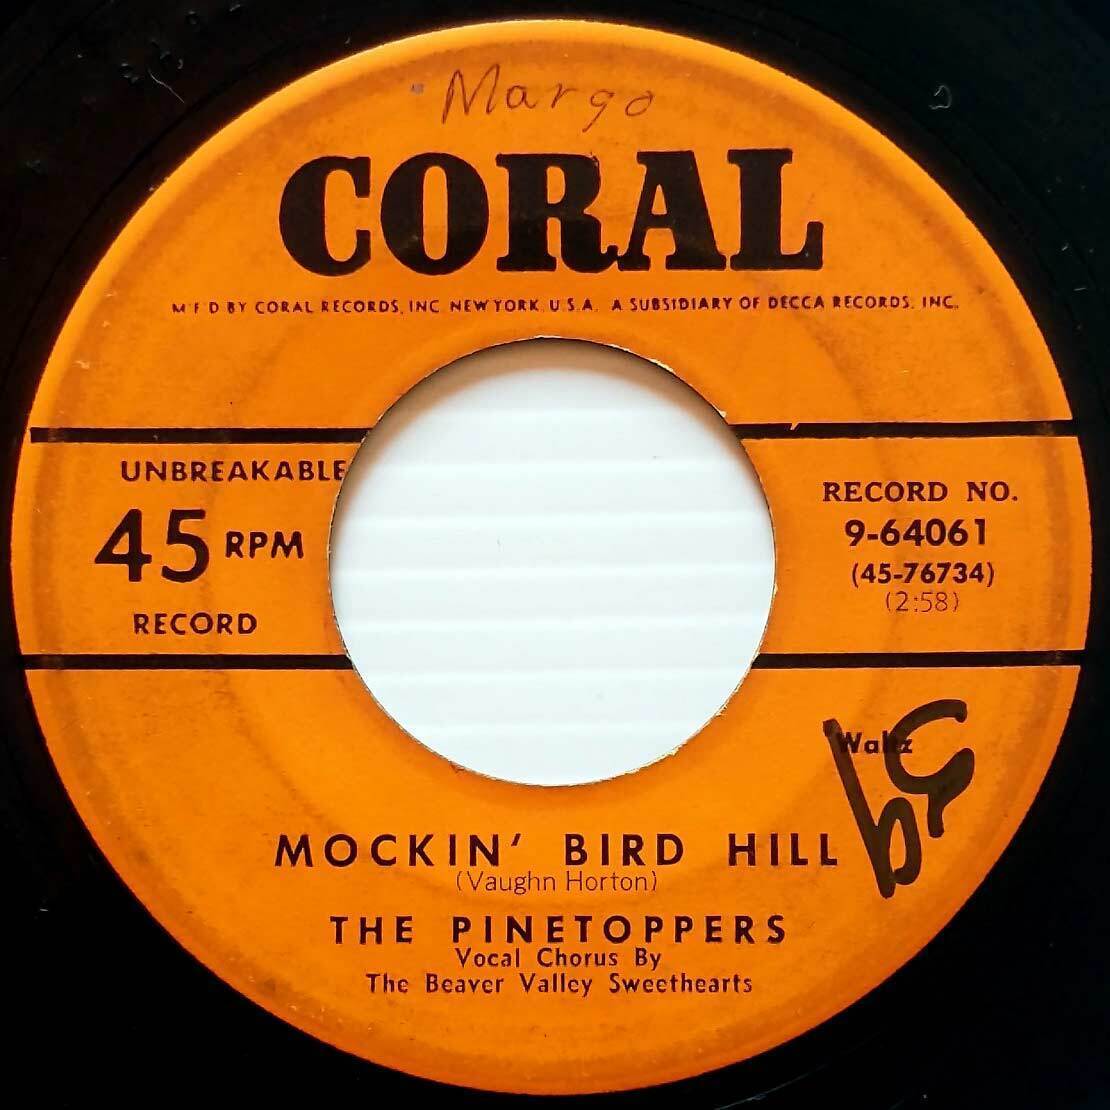 Margo
CORAL
M'F'D BY CORAL RECORDS, INC. NEW YORK, U.S.A. A SUBSIDIARY OF DECCA RECORDS, INC.
UNBREAKABLE
45 RPM
RECORD
RECORD NO.
9-64061
(45-76734)
(2:58)
Waltz
MOCKIN' BIRD HILL
(Vaughn Horton)
THE PINETOPPERS
Vocal Chorus By
The Beaver Valley Sweethearts